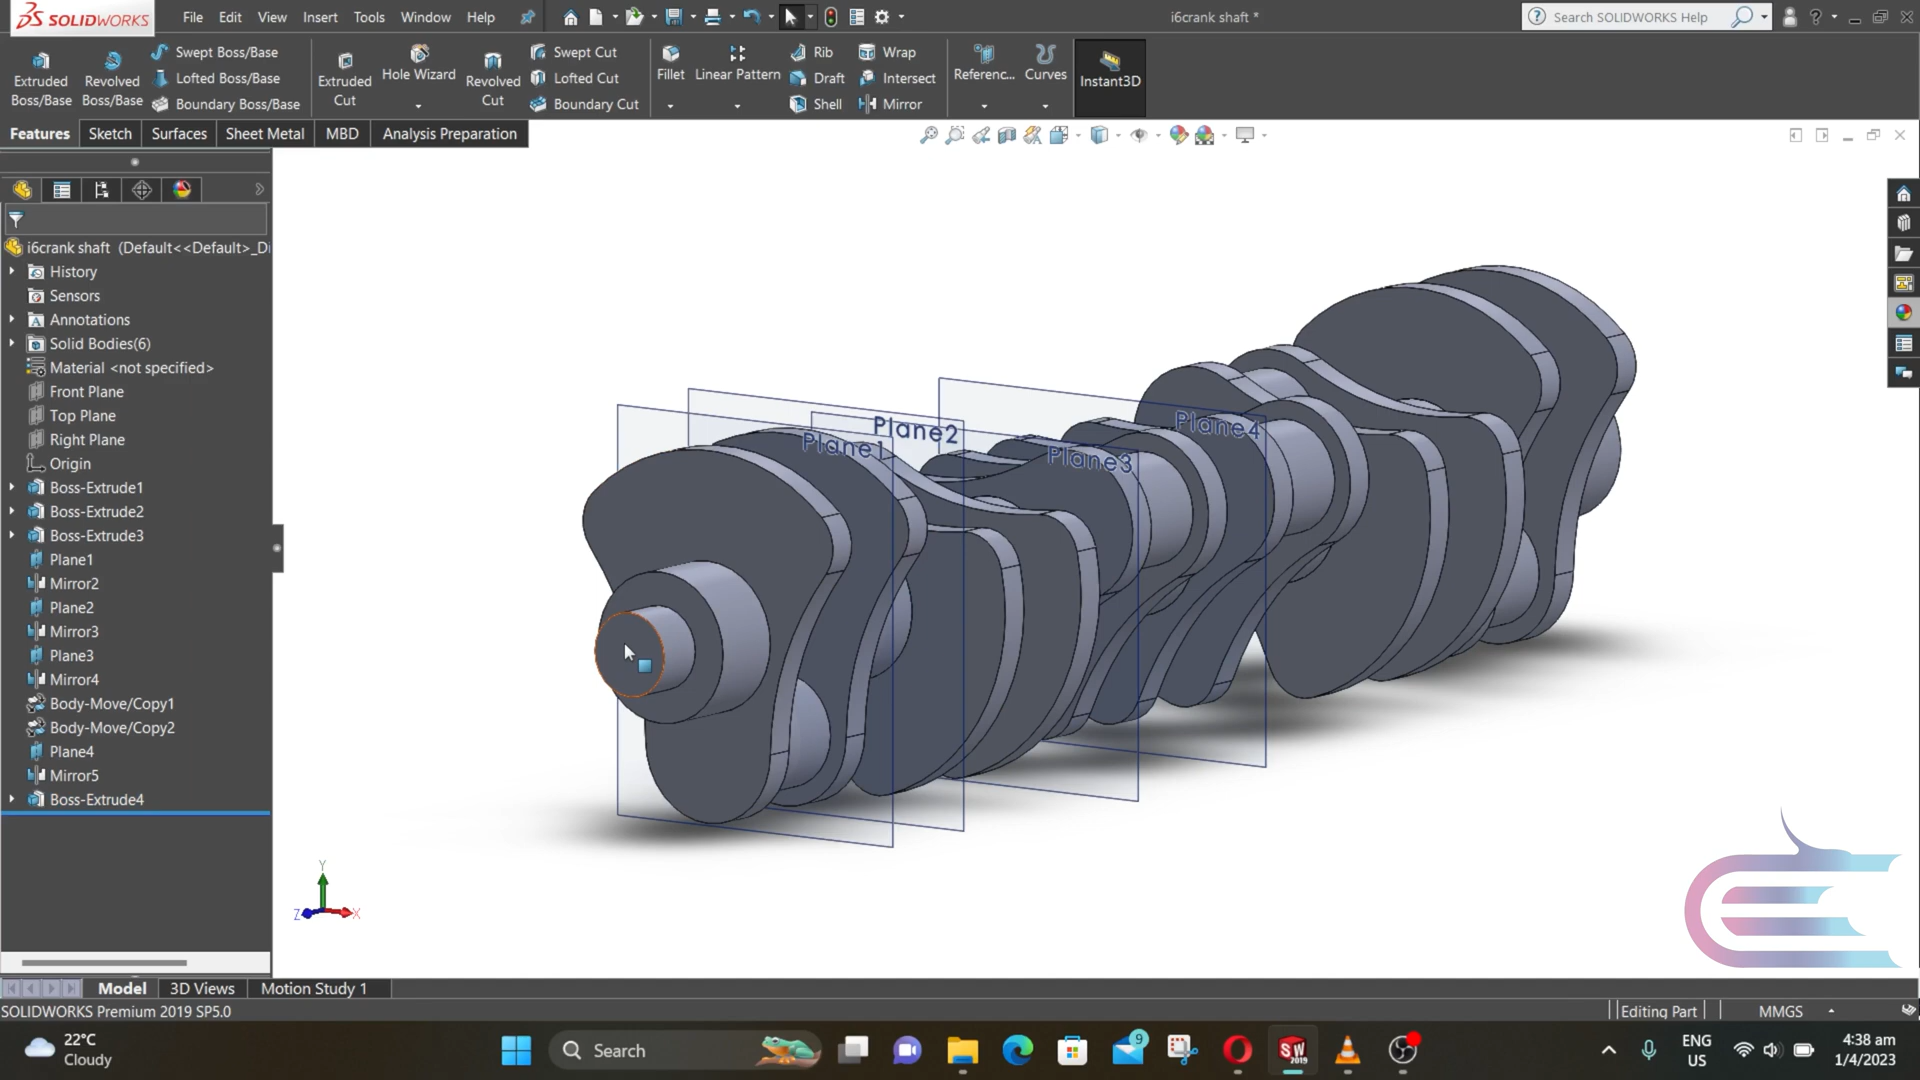 SOLIDWORKS File Edit View Insert Tools Window Help i6crank shaft * Search SOLIDWORKS Help
Extruded Boss/Base
Revolved Boss/Base
Swept Boss/Base
Lofted Boss/Base
Boundary Boss/Base
Extruded Cut
Hole Wizard
Revolved Cut
Swept Cut
Lofted Cut
Boundary Cut
Fillet
Linear Pattern
Rib
Draft
Shell
Wrap
Intersect
Mirror
Referenc...
Curves
Instant3D
Features Sketch Surfaces Sheet Metal MBD Analysis Preparation
i6crank shaft (Default<<Default>_Di
History
Sensors
Annotations
Solid Bodies(6)
Material <not specified>
Front Plane
Top Plane
Right Plane
Origin
Boss-Extrude1
Boss-Extrude2
Boss-Extrude3
Plane1
Mirror2
Plane2
Mirror3
Plane3
Mirror4
Body-Move/Copy1
Body-Move/Copy2
Plane4
Mirror5
Boss-Extrude4
Plane1
Plane2
Plane3
Plane4
Y
Z
X
Model 3D Views Motion Study 1
SOLIDWORKS Premium 2019 SP5.0 Editing Part MMGS
22°C
Cloudy
Search
9
SW
2019
ENG
US
4:38 am
1/4/2023